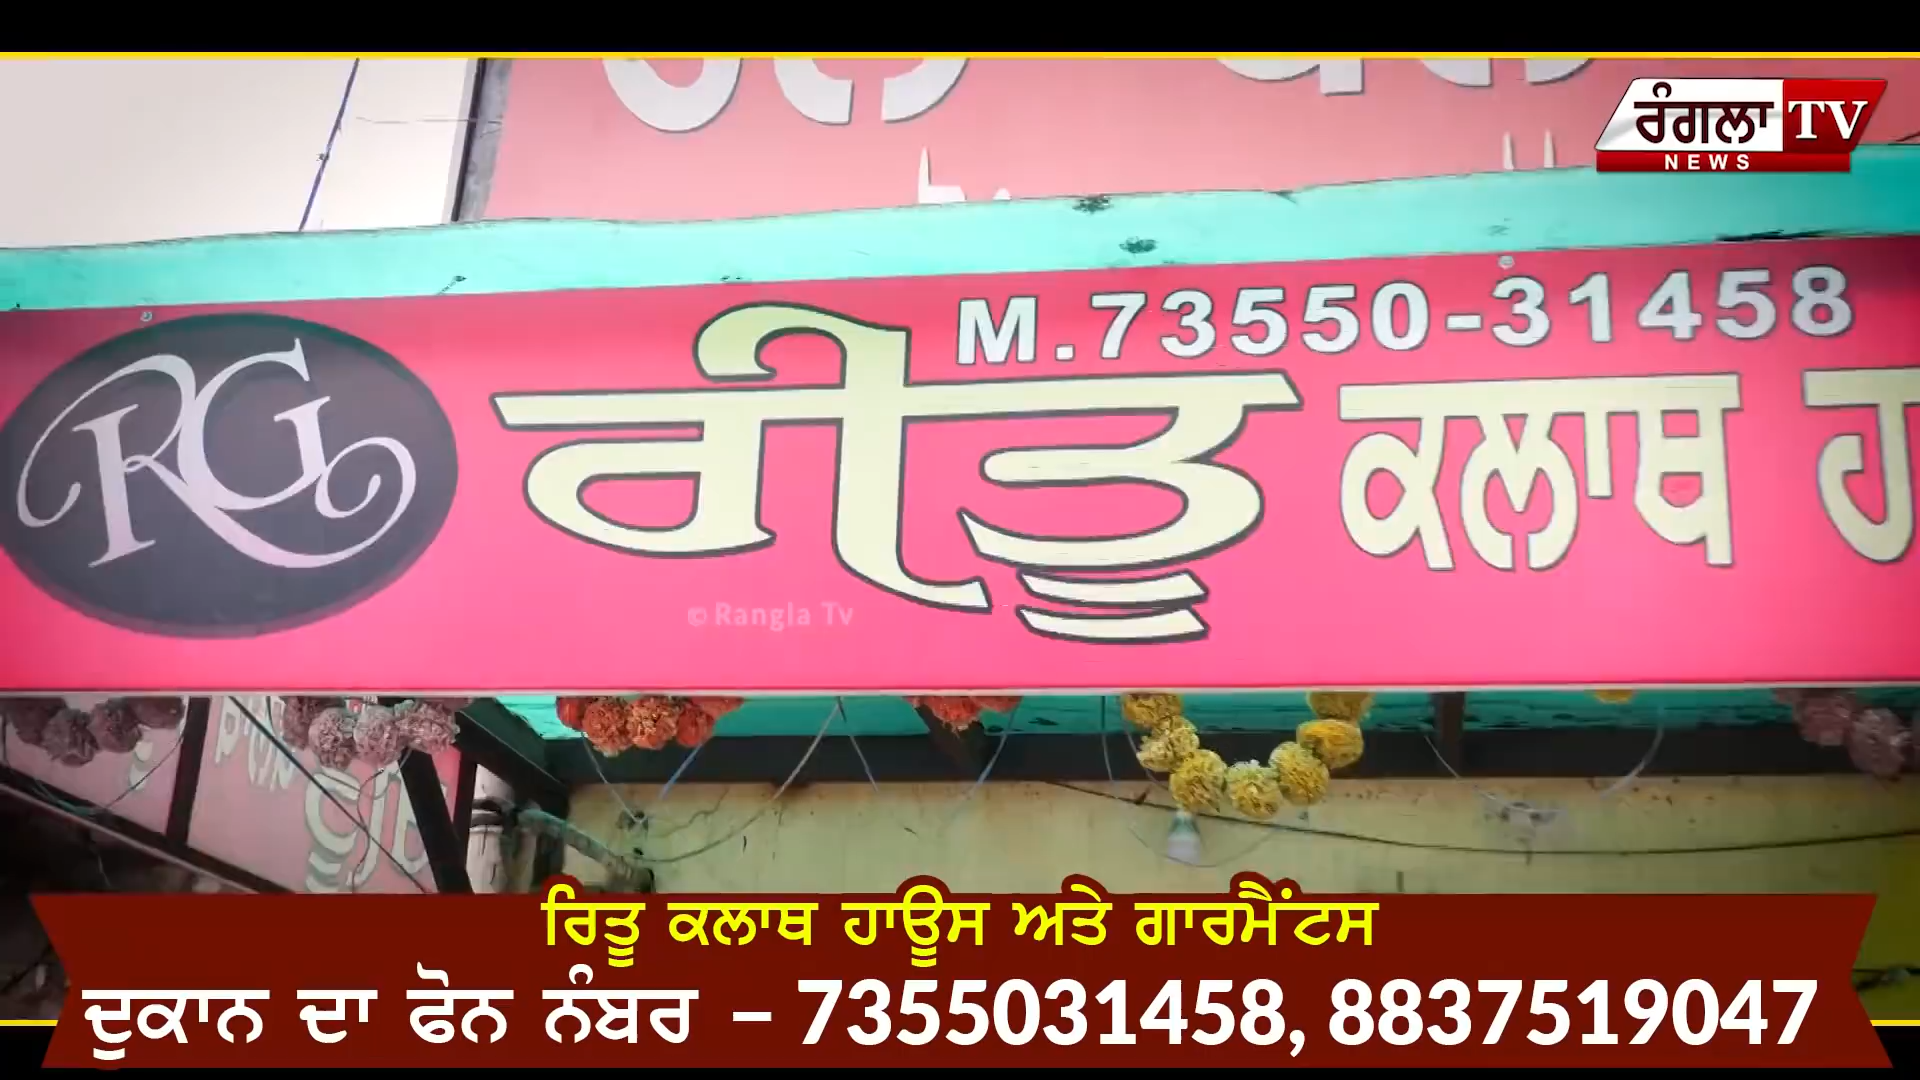 ਰੰਗਲਾ TV
NEWS
M.73550-31458
RG ਰੀਤੂ ਕਲਾਥ
© Rangla Tv
ਰਿਤੂ ਕਲਾਥ ਹਾਊਸ ਅਤੇ ਗਾਰਮੈਂਟਸ
ਦੁਕਾਨ ਦਾ ਫੋਨ ਨੰਬਰ – 7355031458, 8837519047